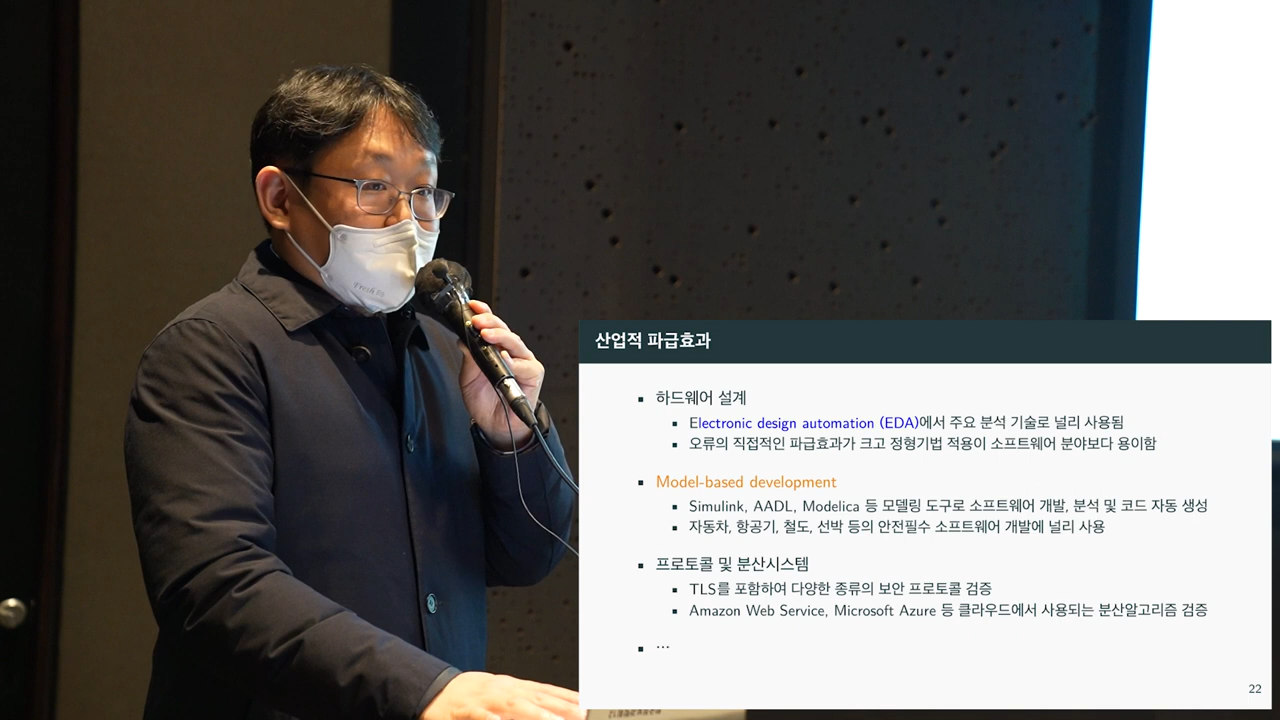 산업적 파급효과
하드웨어 설계
Electronic design automation (EDA)에서 주요 분석 기술로 널리 사용됨
오류의 직접적인 파급효과가 크고 정형기법 적용이 소프트웨어 분야보다 용이함
Model-based development
Simulink, AADL, Modelica 등 모델링 도구로 소프트웨어 개발, 분석 및 코드 자동 생성
자동차, 항공기, 철도, 선박 등의 안전필수 소프트웨어 개발에 널리 사용
프로토콜 및 분산시스템
TLS를 포함하여 다양한 종류의 보안 프로토콜 검증
Amazon Web Service, Microsoft Azure 등 클라우드에서 사용되는 분산알고리즘 검증
…
22